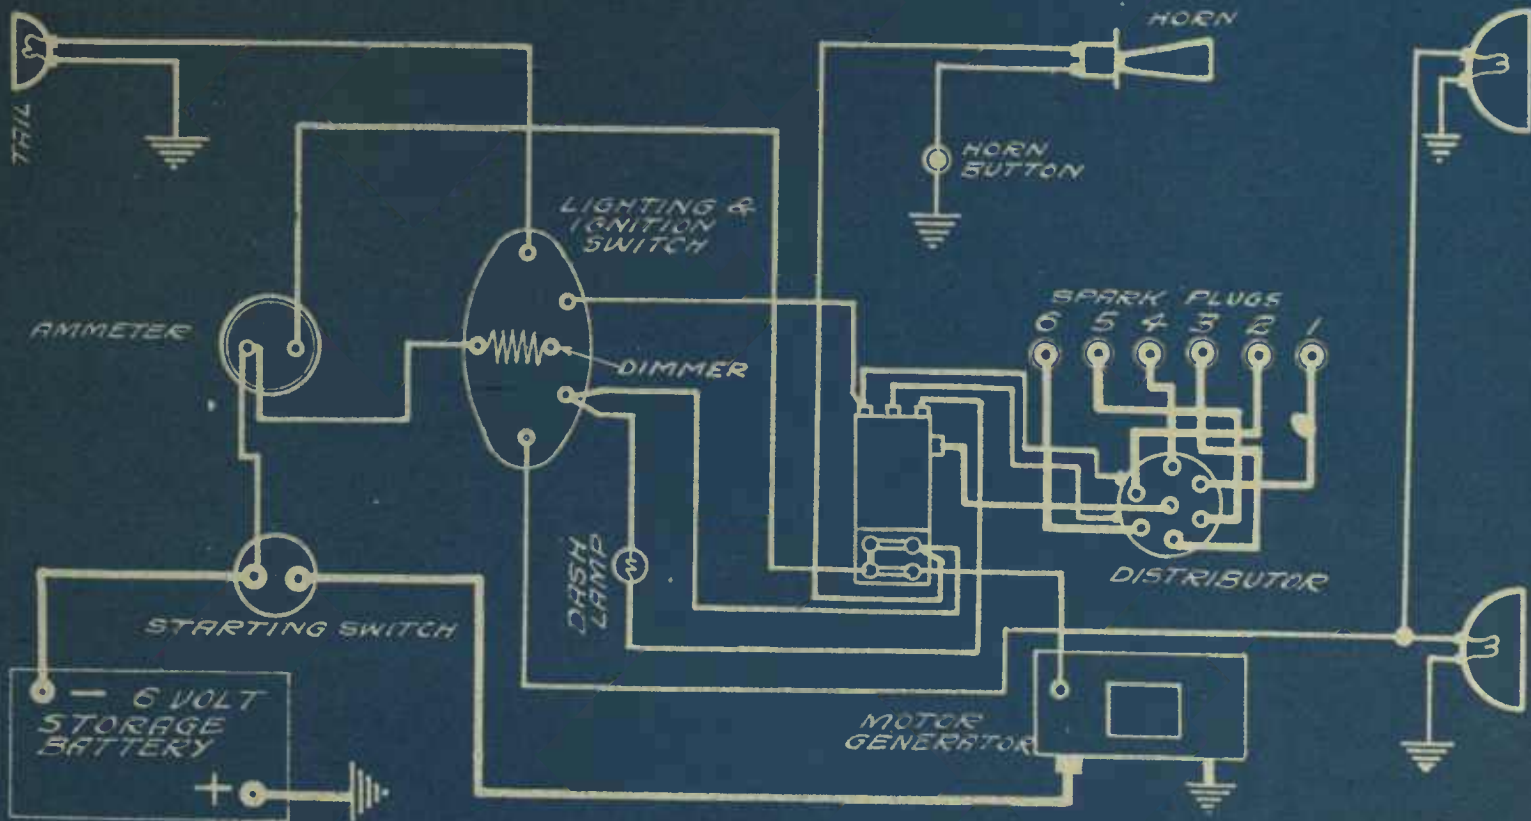 HORN
TAIL
HORN
BUTTON
LIGHTING &
IGNITION
SWITCH
AMMETER
SPARK PLUGS
6 5 4 3 2 1
DIMMER
DASH
LAMP
DISTRIBUTOR
STARTING SWITCH
— 6 VOLT
STORAGE
BATTERY
+
MOTOR
GENERATOR